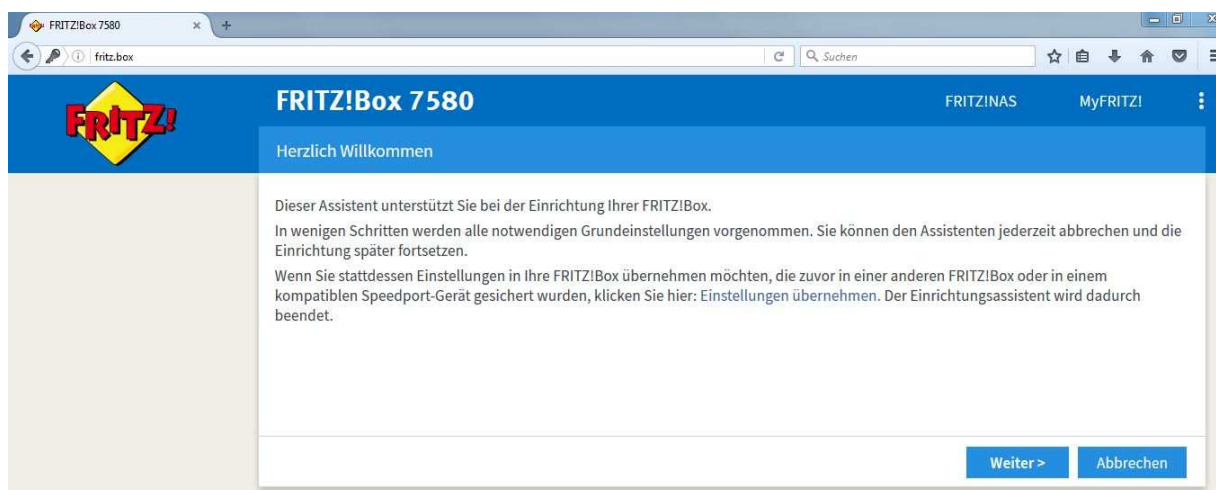 FRITZ!Box 7580
fritz.box
Suchen
FRITZ!
FRITZ!Box 7580
FRITZ!NAS
MyFRITZ!
Herzlich Willkommen
Dieser Assistent unterstützt Sie bei der Einrichtung Ihrer FRITZ!Box.
In wenigen Schritten werden alle notwendigen Grundeinstellungen vorgenommen. Sie können den Assistenten jederzeit abbrechen und die
Einrichtung später fortsetzen.
Wenn Sie stattdessen Einstellungen in Ihre FRITZ!Box übernehmen möchten, die zuvor in einer anderen FRITZ!Box oder in einem
kompatiblen Speedport-Gerät gesichert wurden, klicken Sie hier: Einstellungen übernehmen. Der Einrichtungsassistent wird dadurch
beendet.
Weiter >
Abbrechen